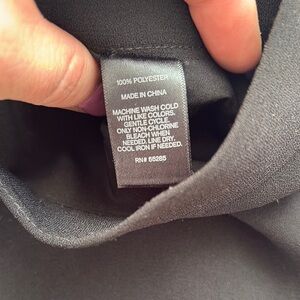 100% POLYESTER
MADE IN CHINA
MACHINE WASH COLD
WITH LIKE COLORS,
GENTLE CYCLE
ONLY NON-CHLORINE
BLEACH WHEN
NEEDED. LINE DRY.
COOL IRON IF NEEDED.
RN# 65285